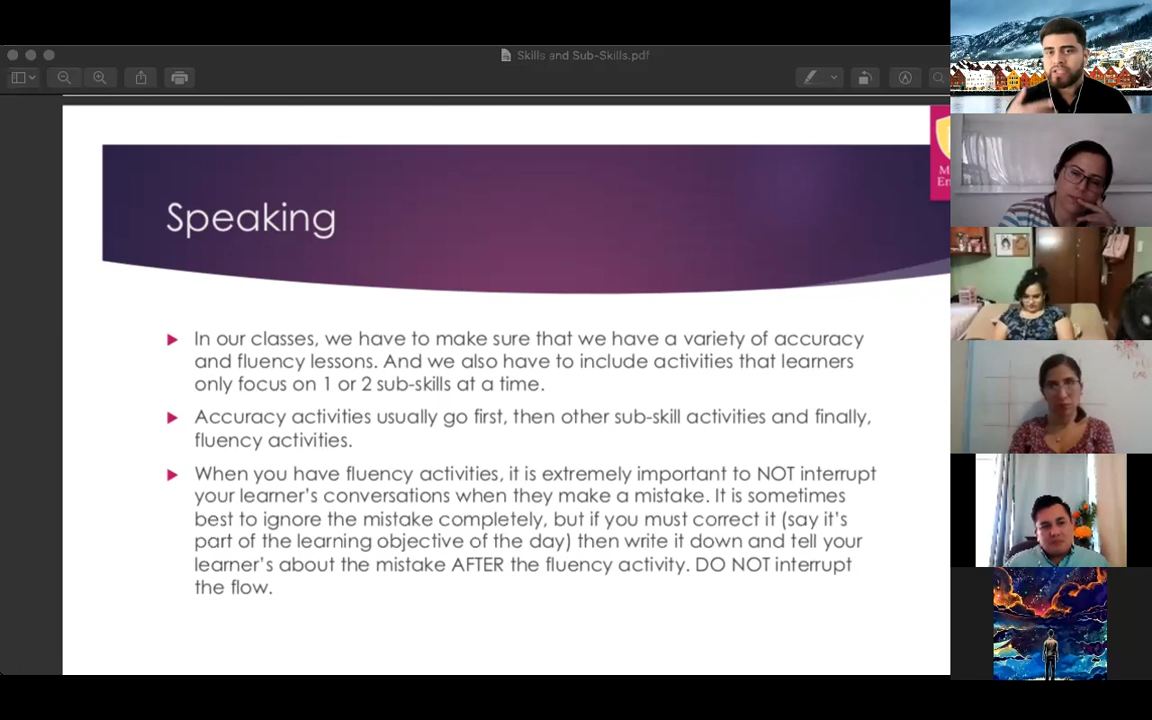 Skills and Sub-Skills.pdf
Speaking
In our classes, we have to make sure that we have a variety of accuracy
and fluency lessons. And we also have to include activities that learners
only focus on 1 or 2 sub-skills at a time.
Accuracy activities usually go first, then other sub-skill activities and finally,
fluency activities.
When you have fluency activities, it is extremely important to NOT interrupt
your learner's conversations when they make a mistake. It is sometimes
best to ignore the mistake completely, but if you must correct it (say it's
part of the learning objective of the day) then write it down and tell your
learner's about the mistake AFTER the fluency activity. DO NOT interrupt
the flow.